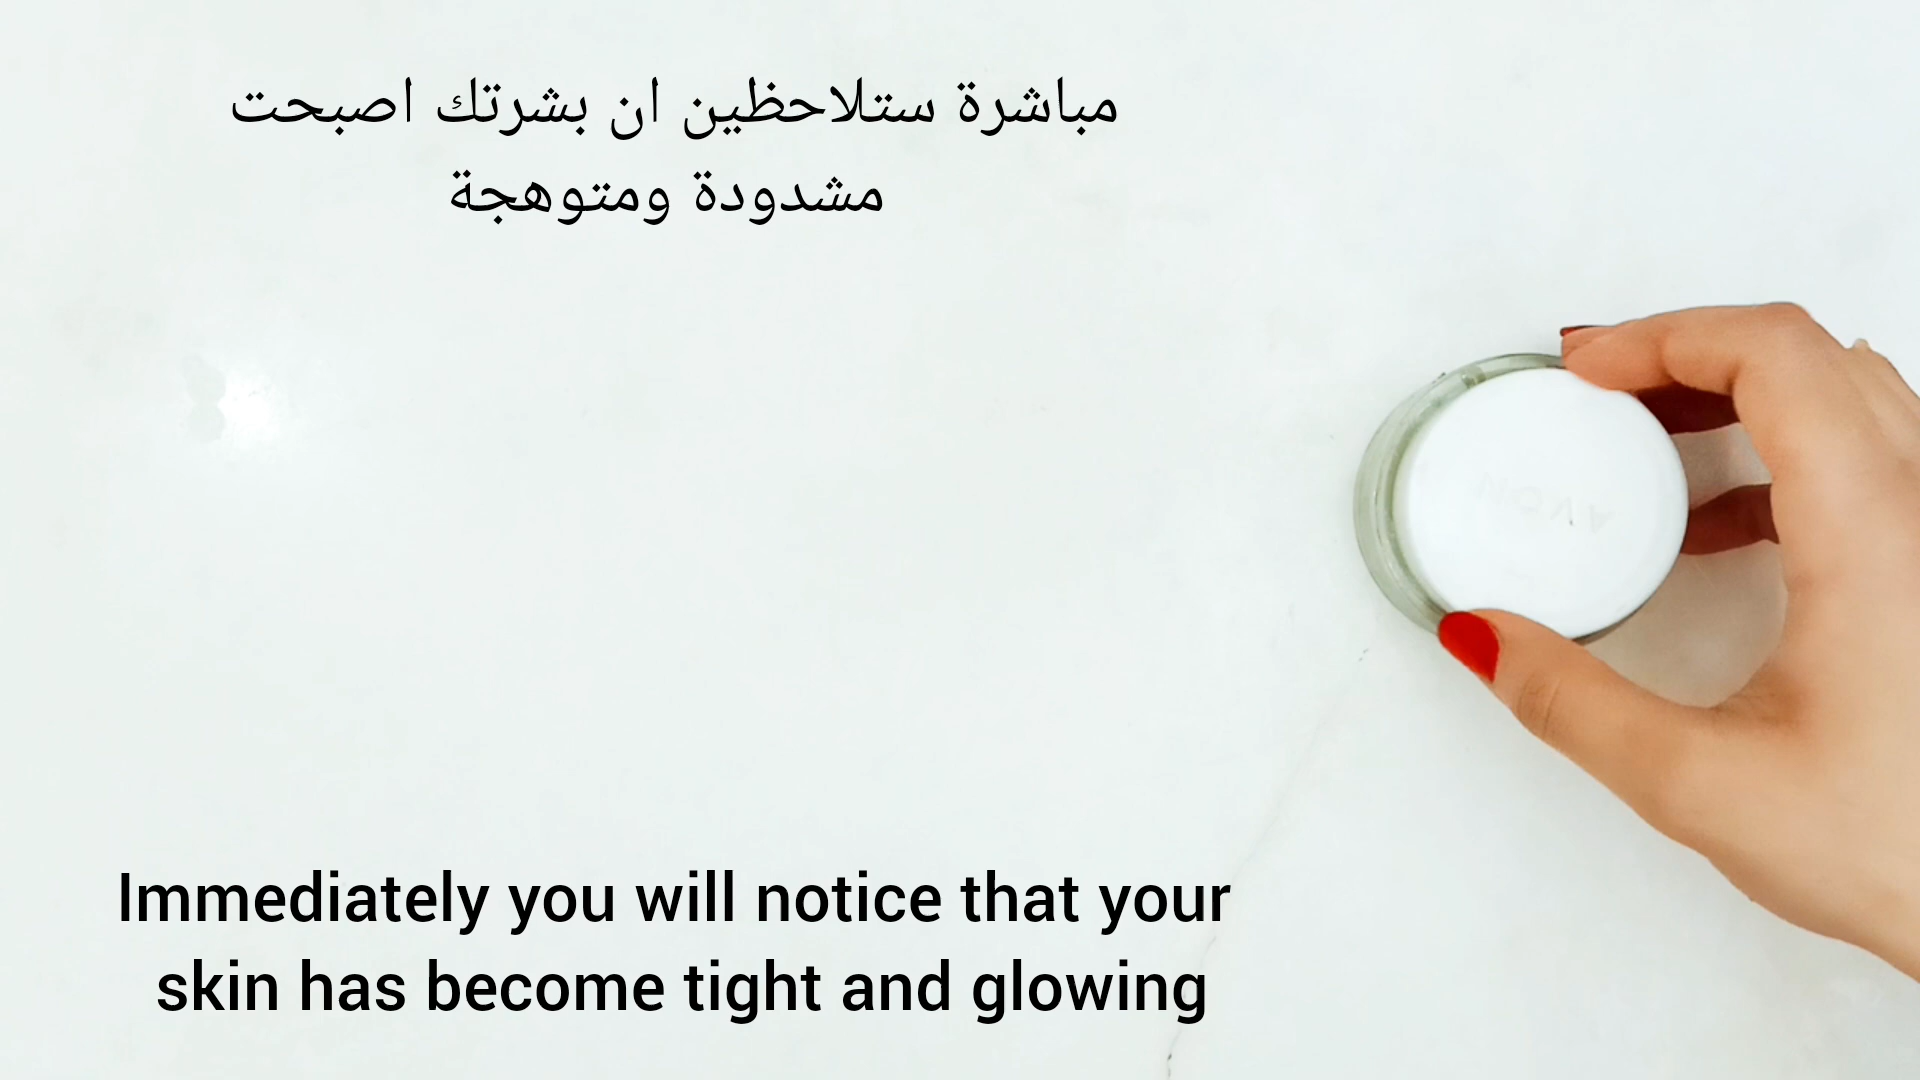 مباشرة ستلاحظين ان بشرتك اصبحت
مشدودة ومتوهجة
AVON
Immediately you will notice that your
skin has become tight and glowing